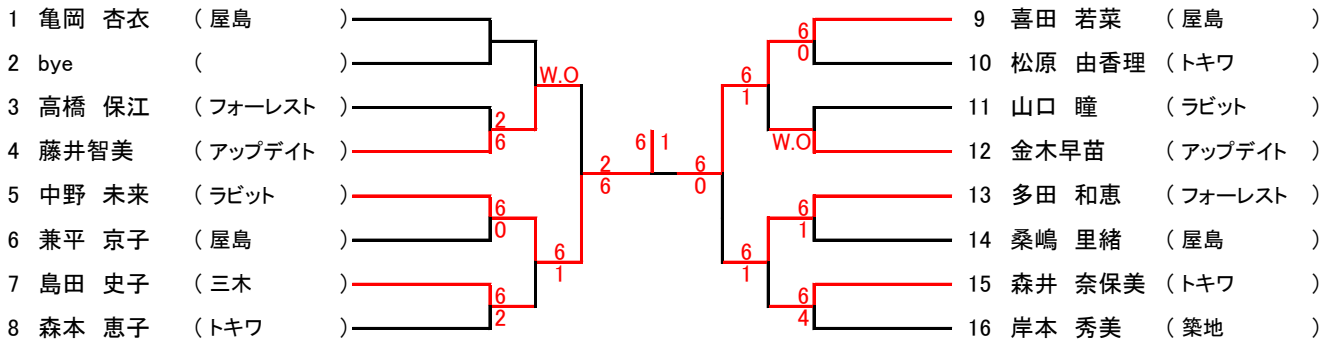 1 亀岡 杏衣 ( 屋島 )
2 bye ( )
W.O
3 高橋 保江 ( フォーレスト )
2
6
4 藤井智美 ( アップデイト )
2
6
5 中野 未来 ( ラビット )
6
0
6 兼平 京子 ( 屋島 )
6
1
7 島田 史子 ( 三木 )
6
2
8 森本 恵子 ( トキワ )
6 1
9 喜田 若菜 ( 屋島 )
6
0
10 松原 由香理 ( トキワ )
6
1
11 山口 瞳 ( ラビット )
W.O
12 金木早苗 ( アップデイト )
6
0
13 多田 和恵 ( フォーレスト )
6
1
14 桑嶋 里緒 ( 屋島 )
6
1
15 森井 奈保美 ( トキワ )
6
4
16 岸本 秀美 ( 築地 )